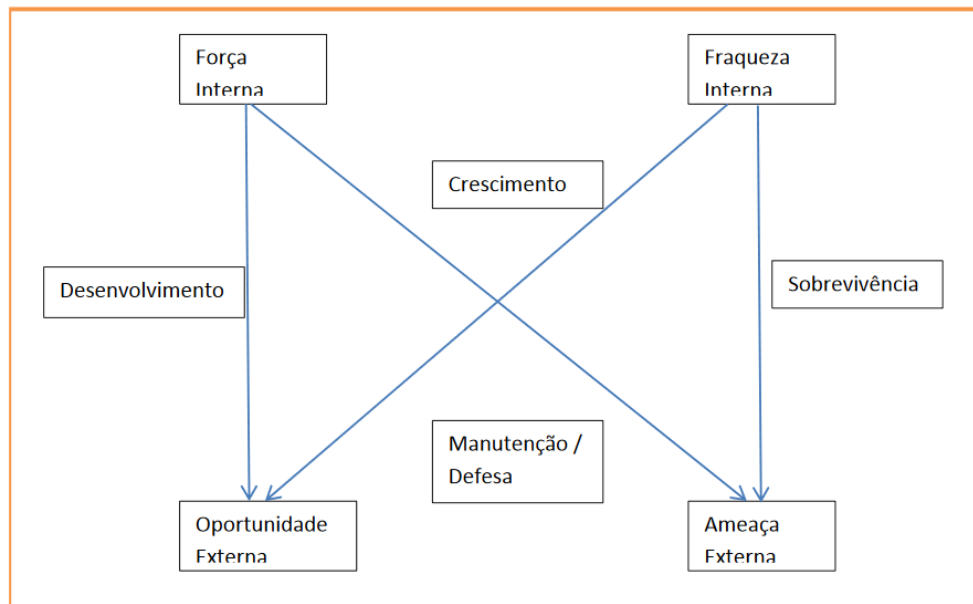 Força
Interna
Fraqueza
Interna
Crescimento
Desenvolvimento
Sobrevivência
Manutenção /
Defesa
Oportunidade
Externa
Ameaça
Externa